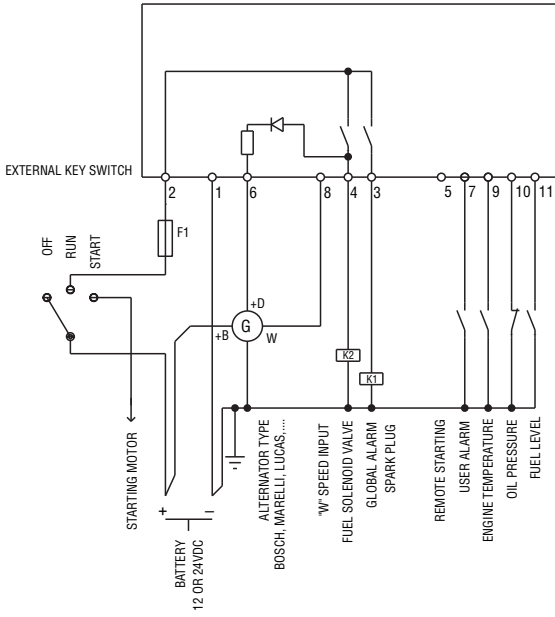 EXTERNAL KEY SWITCH
2
1
6
8
4
3
5
7
9
10
11
F1
OFF
RUN
START
+D
+B
G
W
K2
K1
STARTING MOTOR
+
–
BATTERY
12 OR 24VDC
ALTERNATOR TYPE
BOSCH, MARELLI, LUCAS,....
"W" SPEED INPUT
FUEL SOLENOID VALVE
GLOBAL ALARM
SPARK PLUG
REMOTE STARTING
USER ALARM
ENGINE TEMPERATURE
OIL PRESSURE
FUEL LEVEL